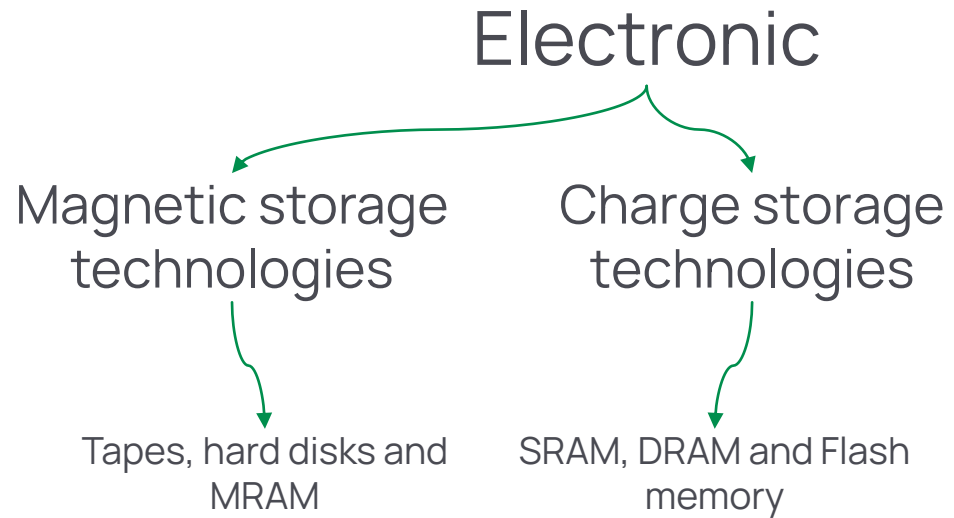 Electronic
Magnetic storage
technologies
Charge storage
technologies
Tapes, hard disks and
MRAM
SRAM, DRAM and Flash
memory